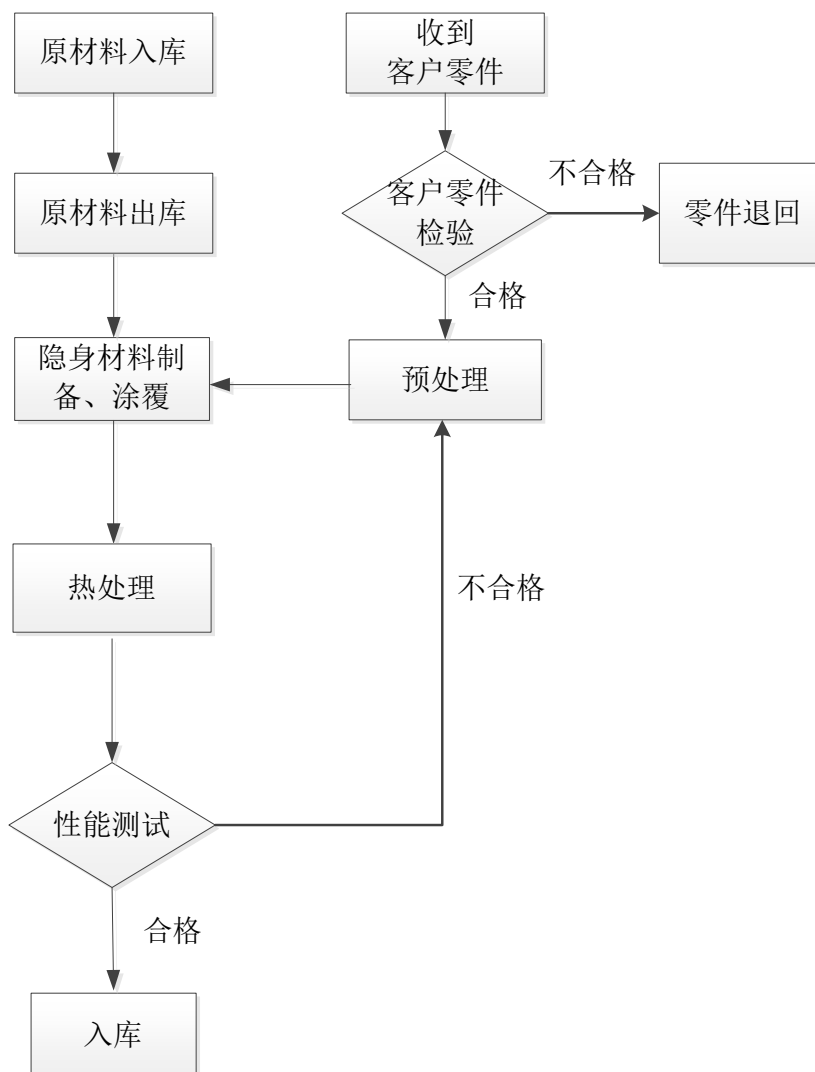 原材料入库
收到
客户零件
原材料出库
客户零件
检验
不合格
零件退回
合格
隐身材料制
备、涂覆
预处理
热处理
不合格
性能测试
合格
入库